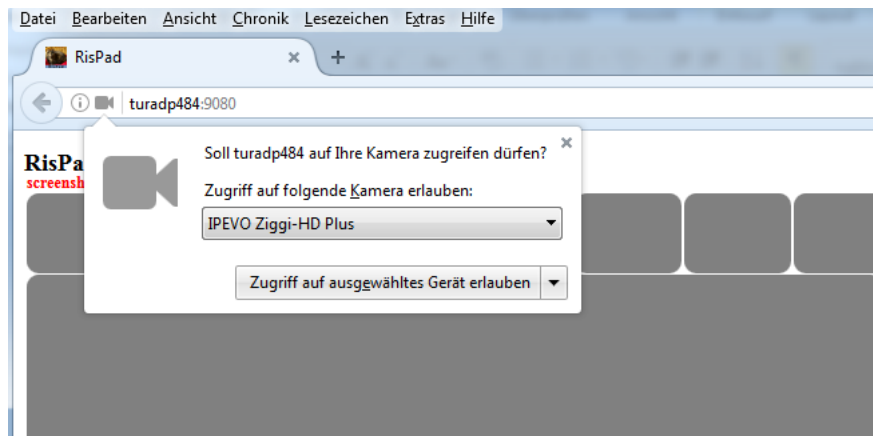 Datei Bearbeiten Ansicht Chronik Lesezeichen Extras Hilfe
RisPad
turadp484:9080
Soll turadp484 auf Ihre Kamera zugreifen dürfen?
RisPa
Zugriff auf folgende Kamera erlauben:
screensh
IPEVO Ziggi-HD Plus
Zugriff auf ausgewähltes Gerät erlauben